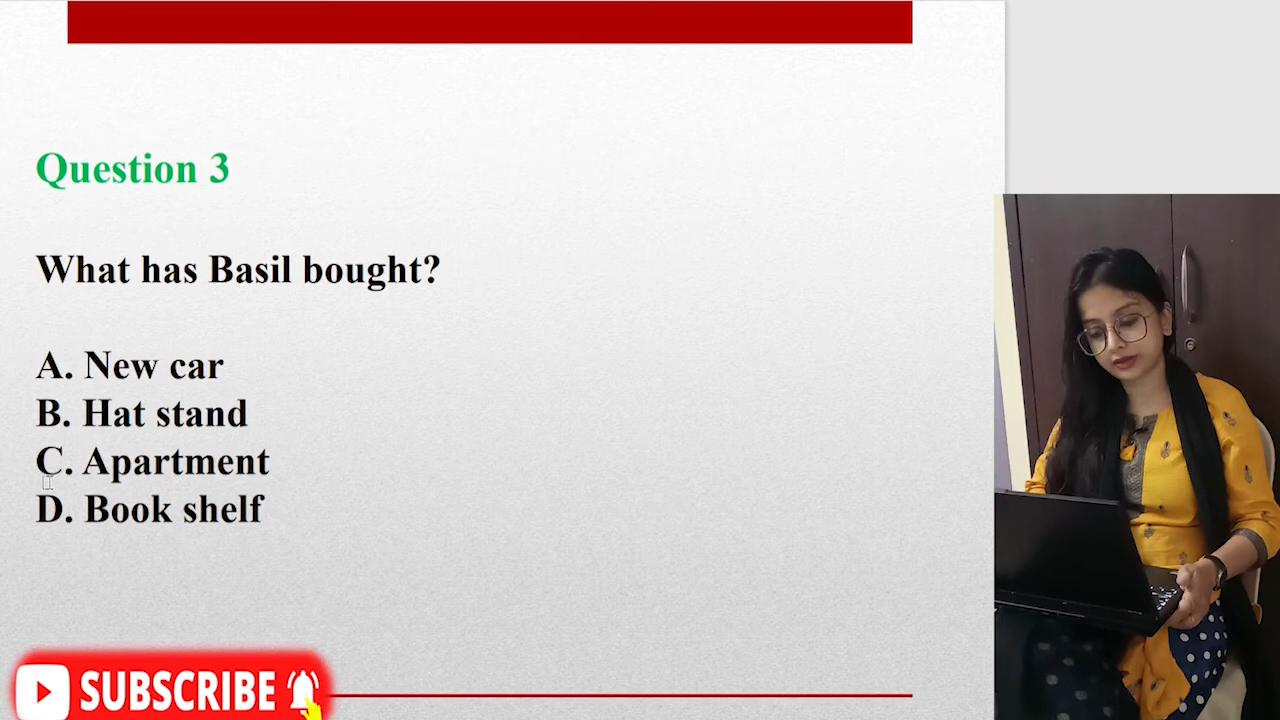 Question 3
What has Basil bought?
A. New car
B. Hat stand
C. Apartment
D. Book shelf
SUBSCRIBE